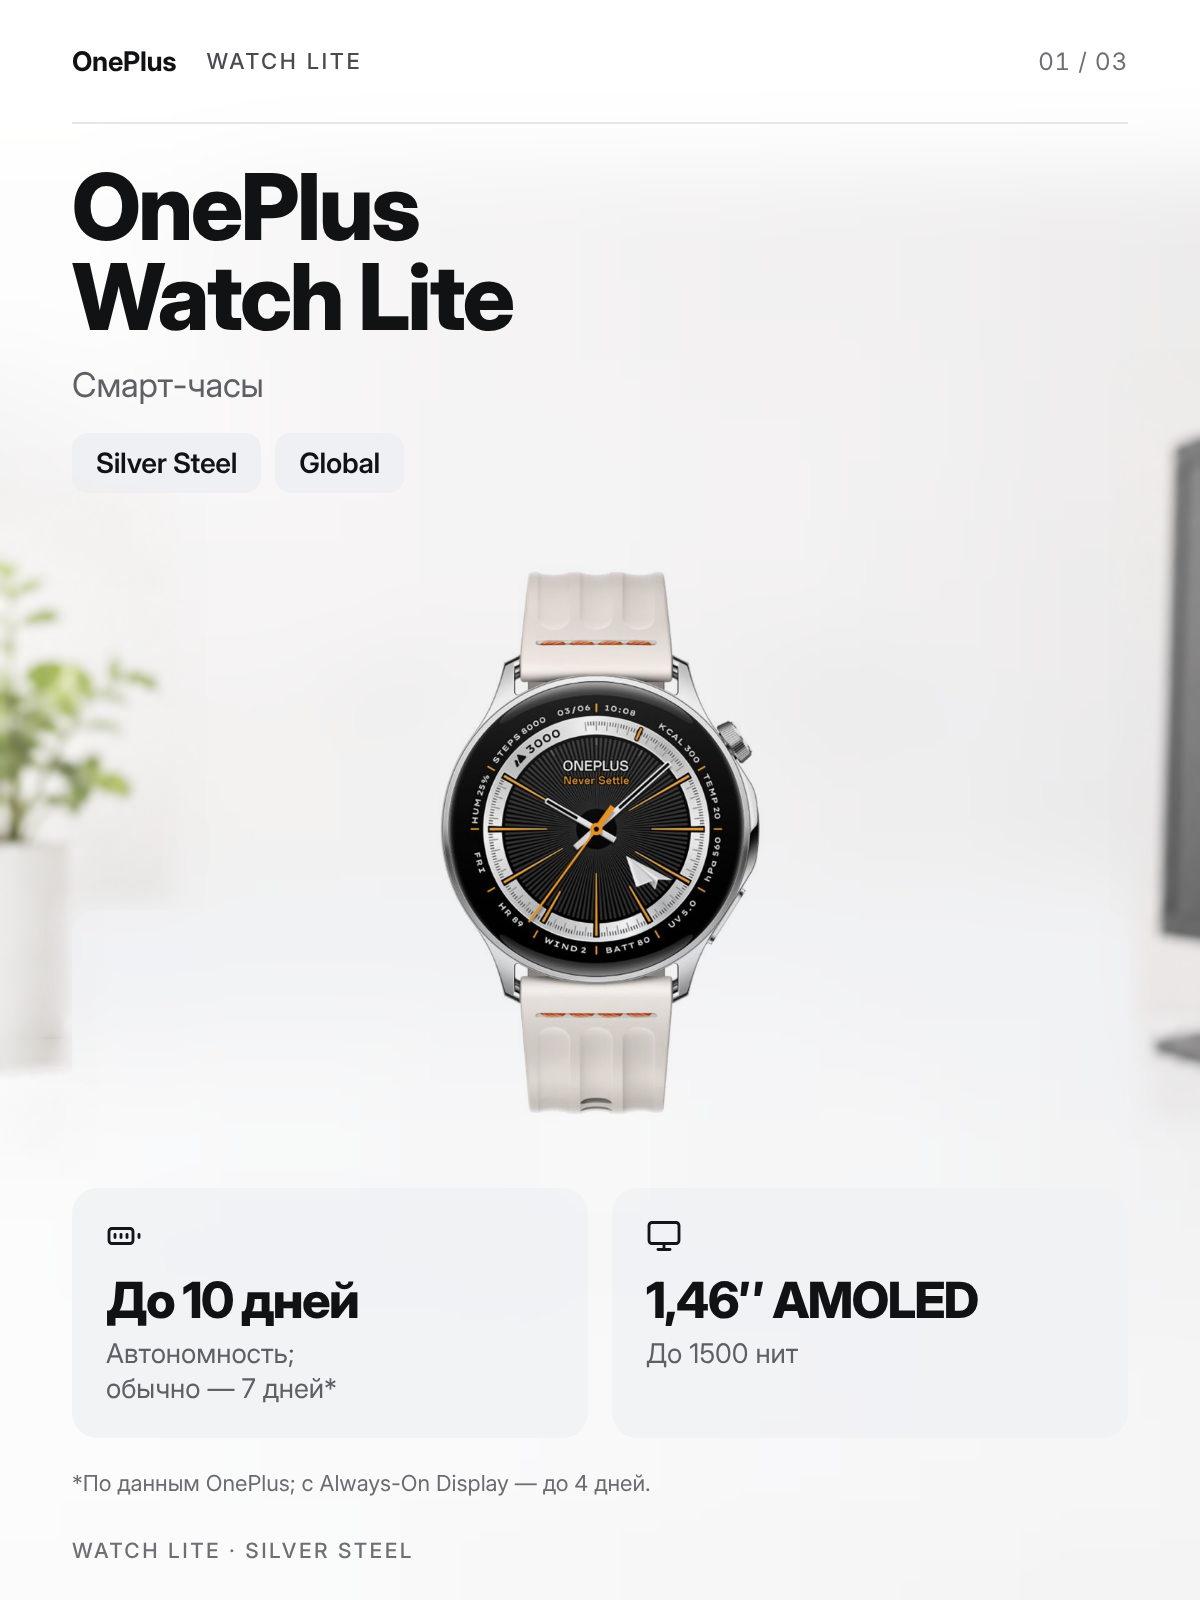 OnePlus WATCH LITE 01 / 03
OnePlus
Watch Lite
Смарт-часы
Silver Steel Global
03/06 10:08
STEPS 8000
KCAL 300
3000
HUM 25%
TEMP 20
ONEPLUS
Never Settle
FRI
hPa 560
HR 89
UV 5.0
WIND 2
BATT 80
До 10 дней
Автономность;
обычно — 7 дней*
1,46″ AMOLED
До 1500 нит
*По данным OnePlus; с Always-On Display — до 4 дней.
WATCH LITE · SILVER STEEL